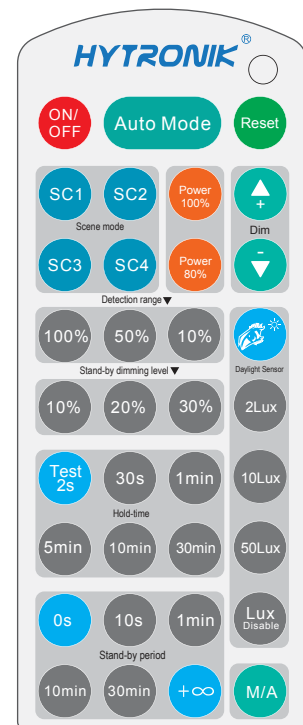 HYTRONIK®
ON/
OFF
Auto Mode
Reset
SC1
SC2
Power
100%
+
Scene mode
Dim
SC3
SC4
Power
80%
-
Detection range▼
100%
50%
10%
Stand-by dimming level ▼
Daylight Sensor
10%
20%
30%
2Lux
Test
2s
30s
1min
10Lux
Hold-time
5min
10min
30min
50Lux
0s
10s
1min
Lux
Disable
Stand-by period
10min
30min
+∞
M/A